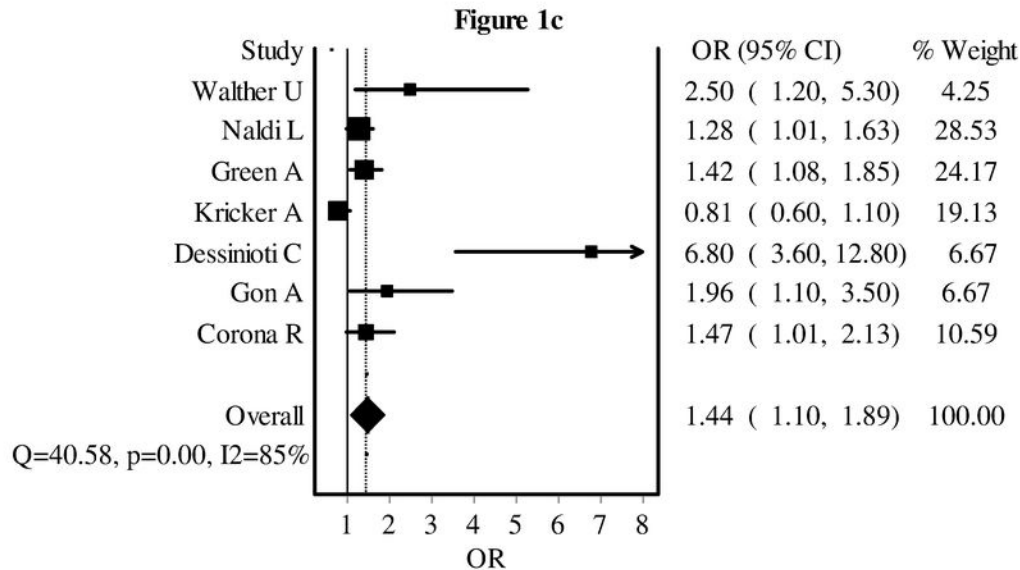 Figure 1c
Study OR (95% CI) % Weight
Walther U 2.50 ( 1.20, 5.30) 4.25
Naldi L 1.28 ( 1.01, 1.63) 28.53
Green A 1.42 ( 1.08, 1.85) 24.17
Kricker A 0.81 ( 0.60, 1.10) 19.13
Dessinioti C 6.80 ( 3.60, 12.80) 6.67
Gon A 1.96 ( 1.10, 3.50) 6.67
Corona R 1.47 ( 1.01, 2.13) 10.59
Overall 1.44 ( 1.10, 1.89) 100.00
Q=40.58, p=0.00, I2=85%
1 2 3 4 5 6 7 8
OR